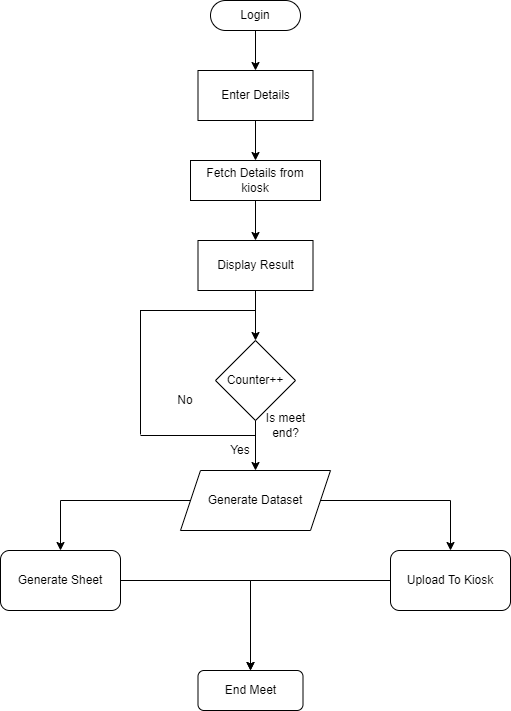 Login
Enter Details
Fetch Details from
kiosk
Display Result
Counter++
No
Is meet
end?
Yes
Generate Dataset
Generate Sheet
Upload To Kiosk
End Meet